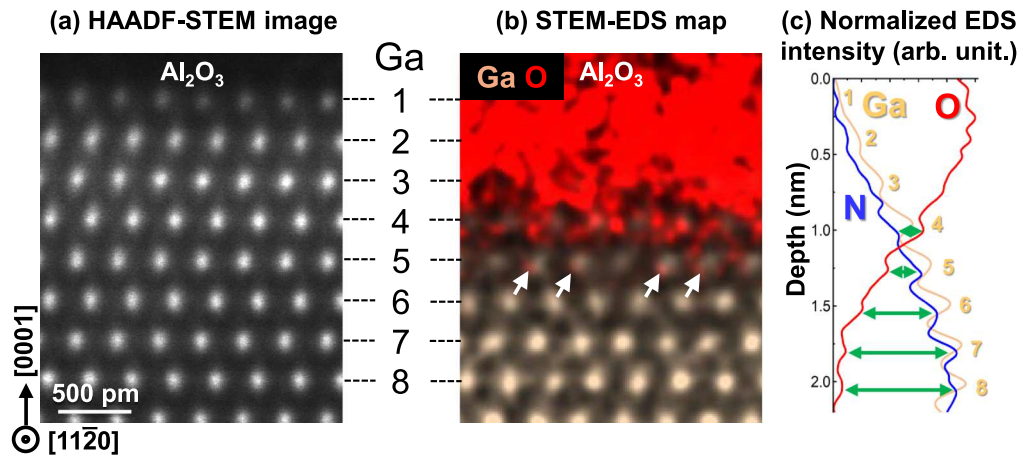 (a) HAADF-STEM image
(b) STEM-EDS map
(c) Normalized EDS
intensity (arb. unit.)
Al₂O₃
Ga
1
2
3
4
5
6
7
8
[0001]
500 pm
[112̅0]
Ga O
Al₂O₃
Depth (nm)
0.0
0.5
1.0
1.5
2.0
Ga
O
N
1
2
3
4
5
6
7
8